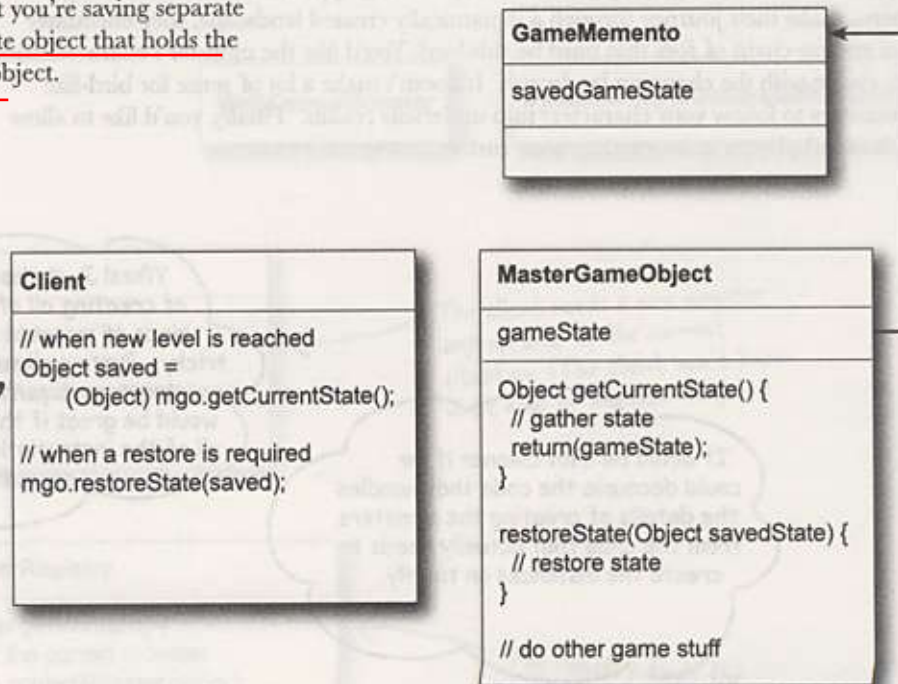 t you're saving separate
te object that holds the
object.
GameMemento
savedGameState
Client
// when new level is reached
Object saved =
(Object) mgo.getCurrentState();
// when a restore is required
mgo.restoreState(saved);
MasterGameObject
gameState
Object getCurrentState() {
// gather state
return(gameState);
}
restoreState(Object savedState) {
// restore state
}
// do other game stuff